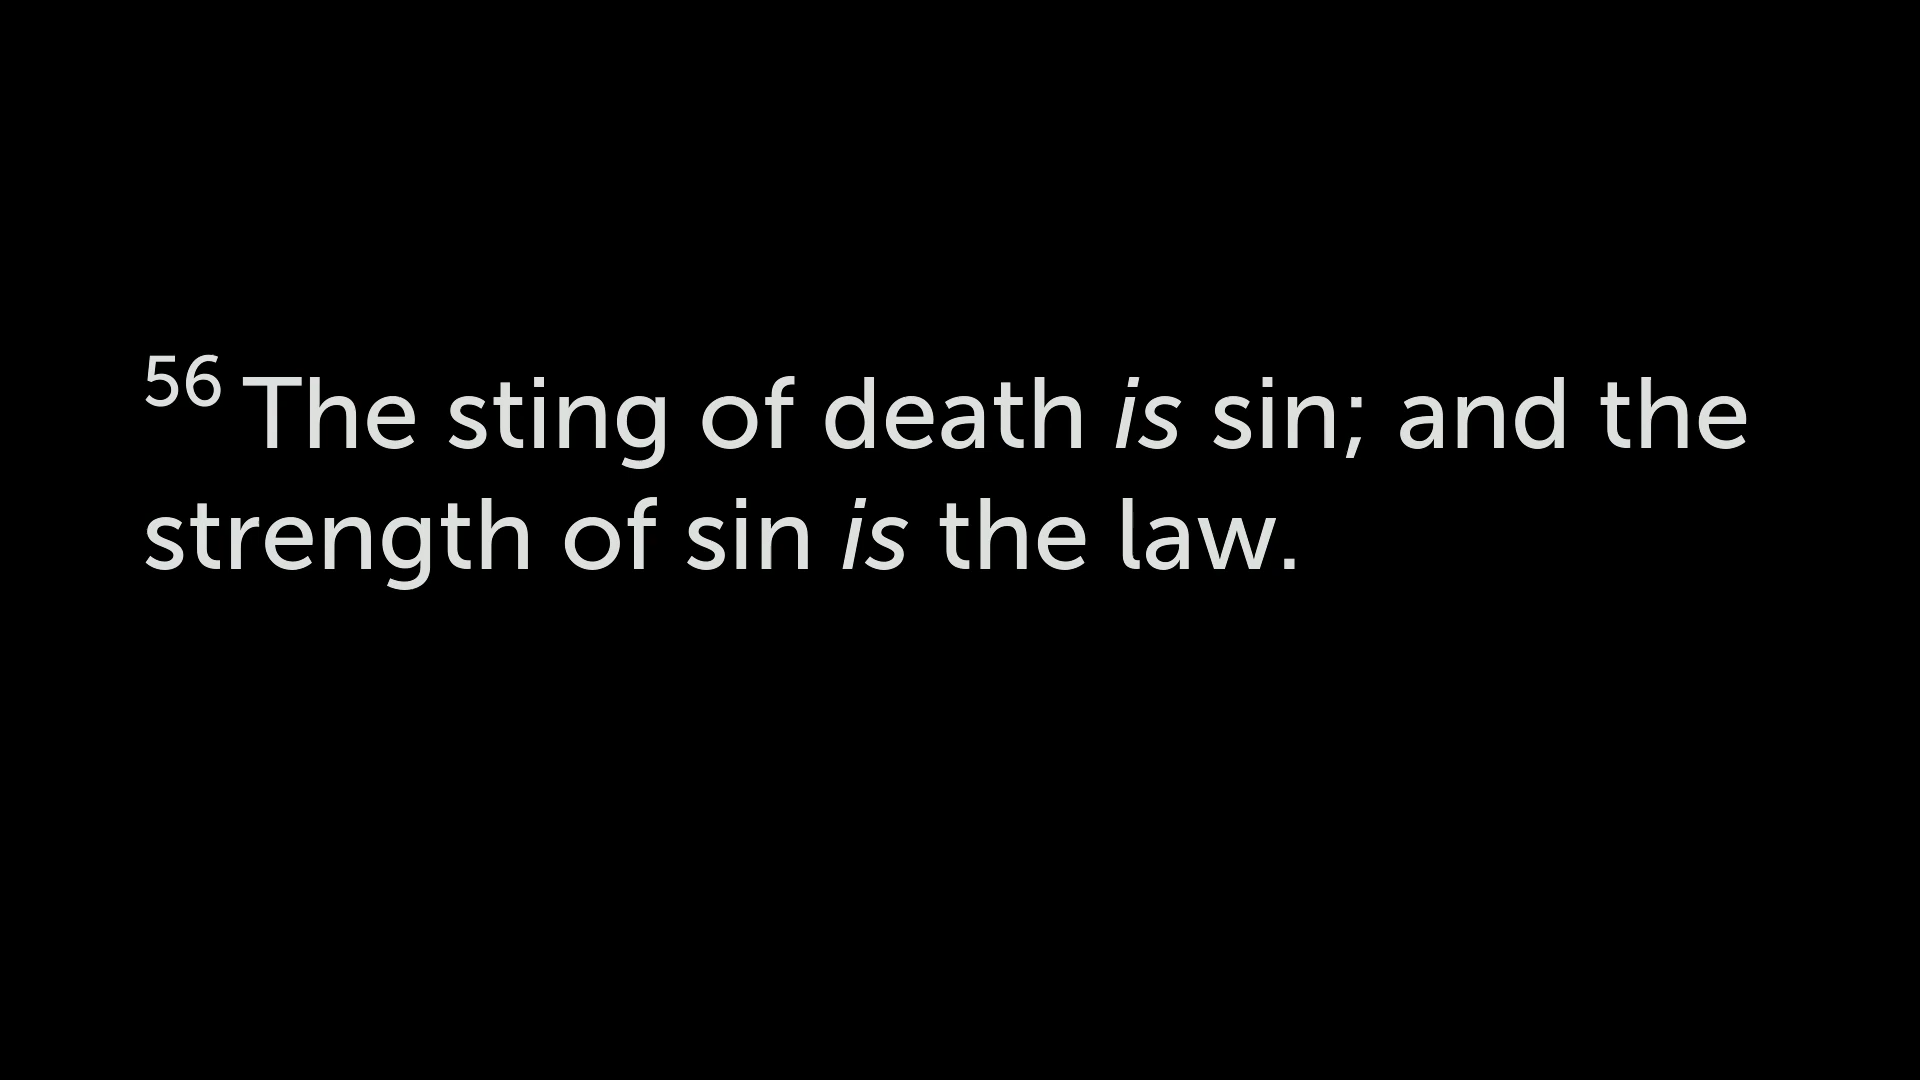 56 The sting of death is sin; and the
strength of sin is the law.